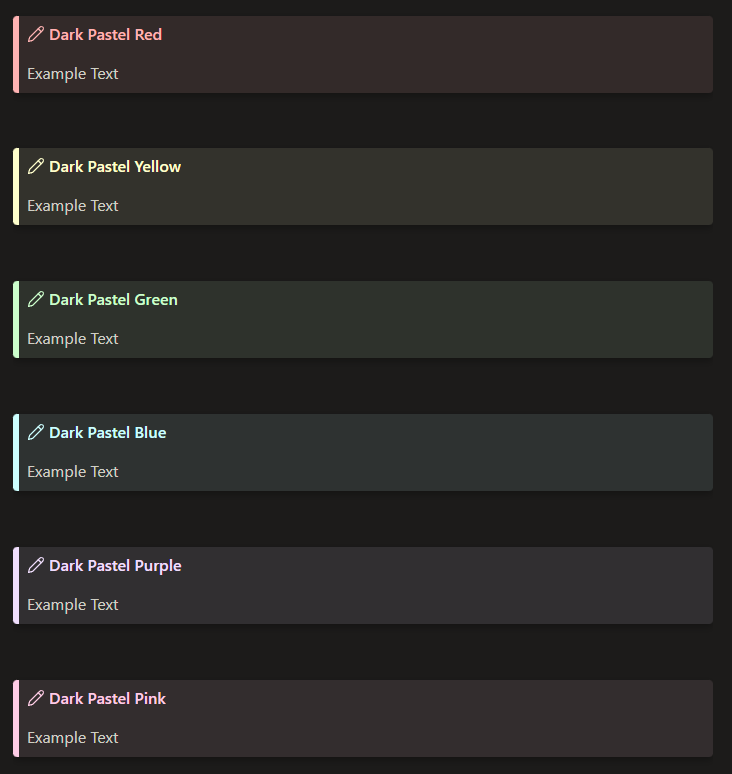 Dark Pastel Red
Example Text
Dark Pastel Yellow
Example Text
Dark Pastel Green
Example Text
Dark Pastel Blue
Example Text
Dark Pastel Purple
Example Text
Dark Pastel Pink
Example Text